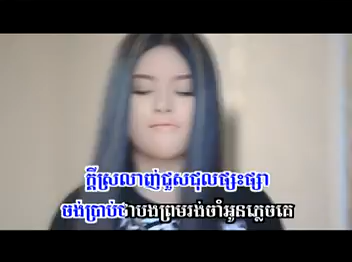 ក្ដីស្រលាញ់ជួសជុលផ្សះផ្សា
ចង់ប្រាប់ថាបងព្រមរង់ចាំអូនភ្លេចគេ